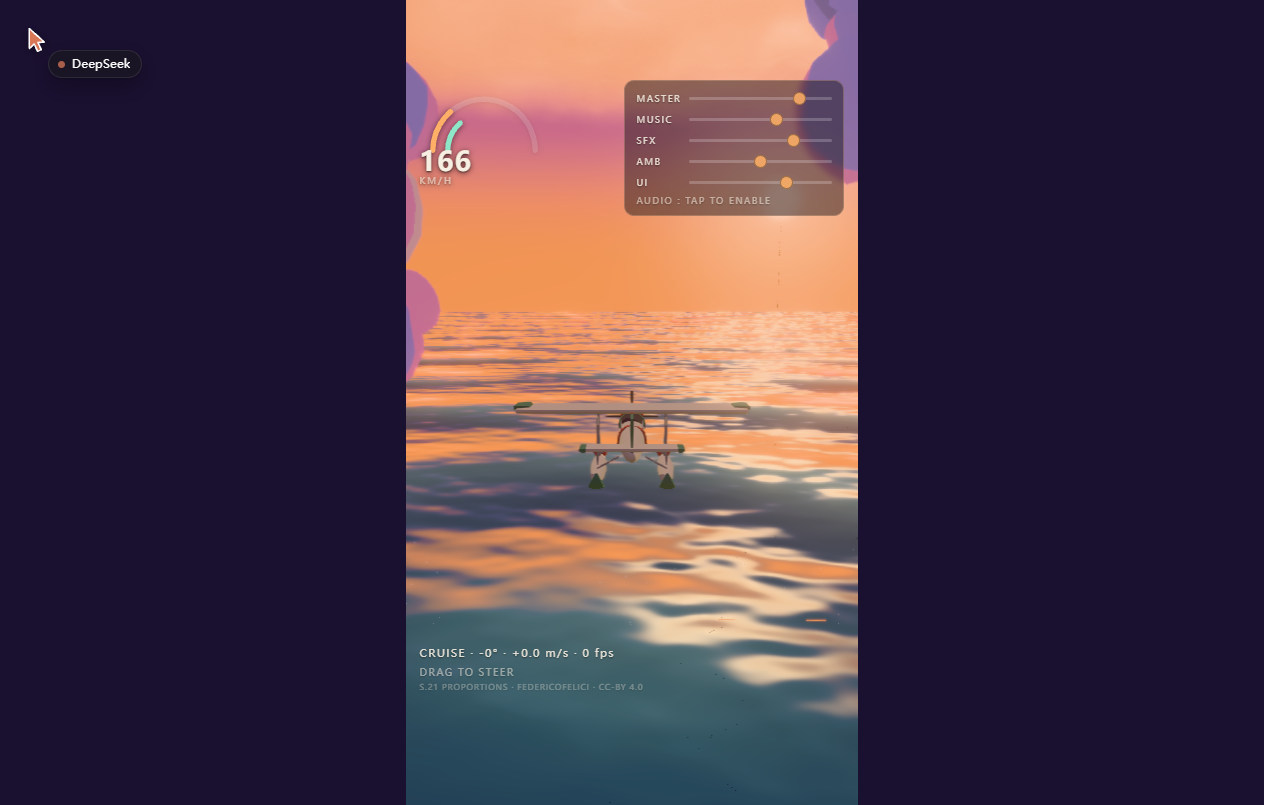 DeepSeek
MASTER
MUSIC
SFX
AMB
UI
AUDIO : TAP TO ENABLE
166
KM/H
CRUISE · -0° · +0.0 m/s · 0 fps
DRAG TO STEER
S.21 PROPORTIONS · FEDERICOFELICI · CC-BY 4.0